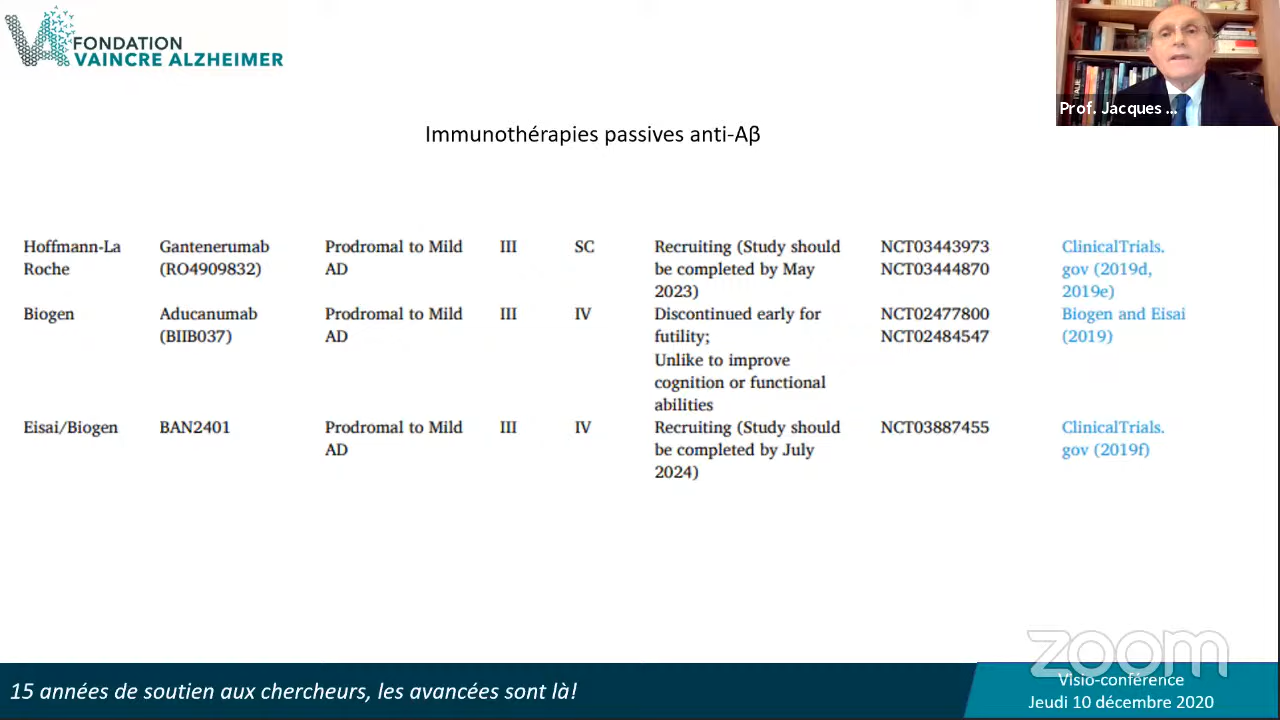 FONDATION
VAINCRE ALZHEIMER
Prof. Jacques ...
Immunothérapies passives anti-Aβ
Hoffmann-La Roche Gantenerumab (RO4909832) Prodromal to Mild AD III SC Recruiting (Study should be completed by May 2023) NCT03443973 NCT03444870 ClinicalTrials.gov (2019d, 2019e)
Biogen Aducanumab (BIIB037) Prodromal to Mild AD III IV Discontinued early for futility; Unlike to improve cognition or functional abilities NCT02477800 NCT02484547 Biogen and Eisai (2019)
Eisai/Biogen BAN2401 Prodromal to Mild AD III IV Recruiting (Study should be completed by July 2024) NCT03887455 ClinicalTrials.gov (2019f)
zoom
15 années de soutien aux chercheurs, les avancées sont là!
Visio-conférence
Jeudi 10 décembre 2020